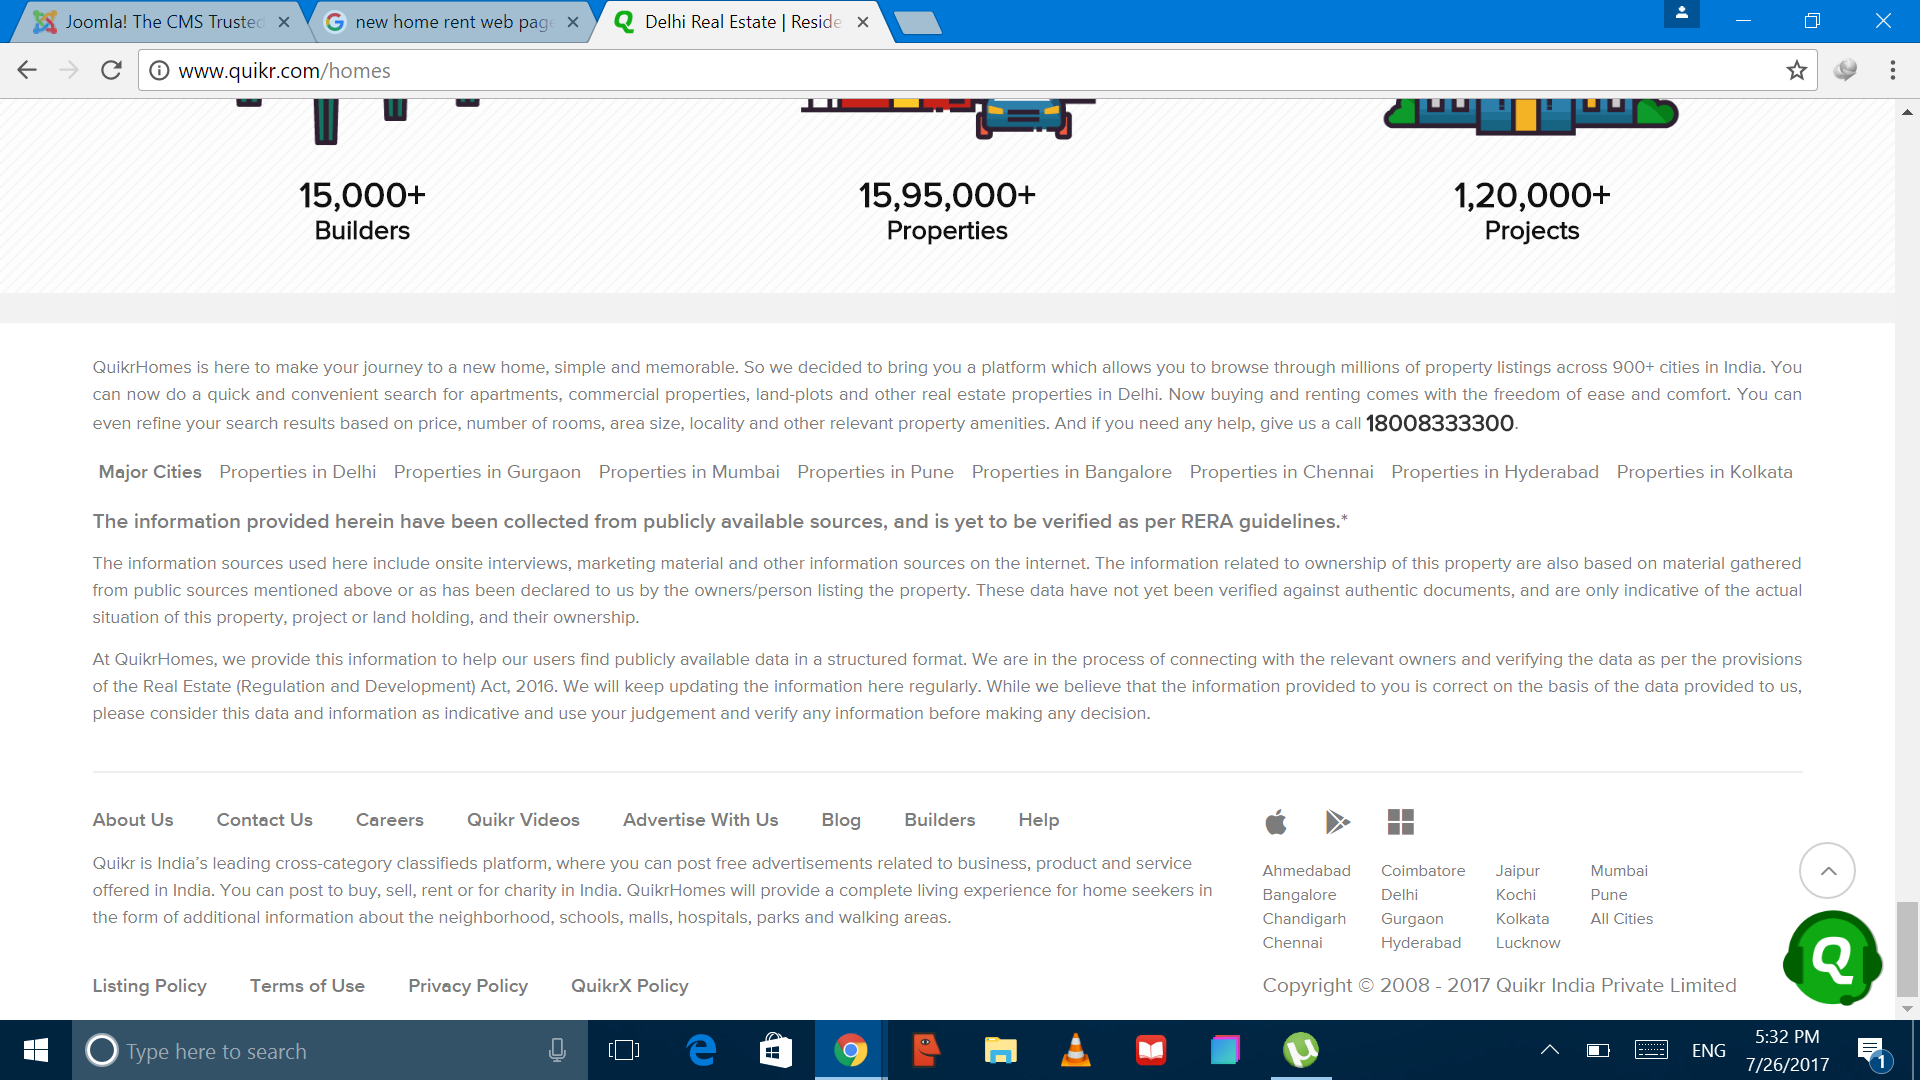 Joomla! The CMS Trusted
new home rent web page
Delhi Real Estate | Reside
www.quikr.com/homes
15,000+
Builders
15,95,000+
Properties
1,20,000+
Projects
QuikrHomes is here to make your journey to a new home, simple and memorable. So we decided to bring you a platform which allows you to browse through millions of property listings across 900+ cities in India. You
can now do a quick and convenient search for apartments, commercial properties, land-plots and other real estate properties in Delhi. Now buying and renting comes with the freedom of ease and comfort. You can
even refine your search results based on price, number of rooms, area size, locality and other relevant property amenities. And if you need any help, give us a call 18008333300.
Major Cities Properties in Delhi Properties in Gurgaon Properties in Mumbai Properties in Pune Properties in Bangalore Properties in Chennai Properties in Hyderabad Properties in Kolkata
The information provided herein have been collected from publicly available sources, and is yet to be verified as per RERA guidelines.*
The information sources used here include onsite interviews, marketing material and other information sources on the internet. The information related to ownership of this property are also based on material gathered
from public sources mentioned above or as has been declared to us by the owners/person listing the property. These data have not yet been verified against authentic documents, and are only indicative of the actual
situation of this property, project or land holding, and their ownership.
At QuikrHomes, we provide this information to help our users find publicly available data in a structured format. We are in the process of connecting with the relevant owners and verifying the data as per the provisions
of the Real Estate (Regulation and Development) Act, 2016. We will keep updating the information here regularly. While we believe that the information provided to you is correct on the basis of the data provided to us,
please consider this data and information as indicative and use your judgement and verify any information before making any decision.
About Us Contact Us Careers Quikr Videos Advertise With Us Blog Builders Help
Quikr is India’s leading cross-category classifieds platform, where you can post free advertisements related to business, product and service
offered in India. You can post to buy, sell, rent or for charity in India. QuikrHomes will provide a complete living experience for home seekers in
the form of additional information about the neighborhood, schools, malls, hospitals, parks and walking areas.
Listing Policy Terms of Use Privacy Policy QuikrX Policy
Ahmedabad Coimbatore Jaipur Mumbai
Bangalore Delhi Kochi Pune
Chandigarh Gurgaon Kolkata All Cities
Chennai Hyderabad Lucknow
Copyright © 2008 - 2017 Quikr India Private Limited
Q
Type here to search
ENG
5:32 PM
7/26/2017
1